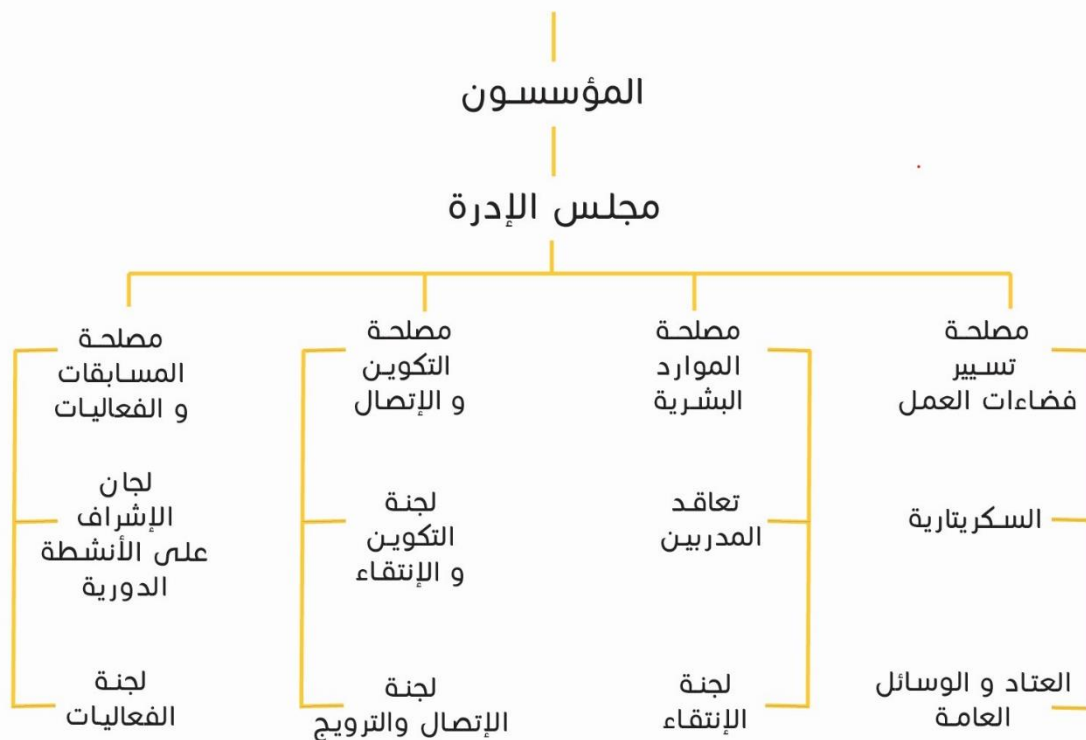 المؤسسون
مجلس الإدرة
مصلحة
تسيير
فضاءات العمل
مصلحة
الموارد
البشرية
مصلحة
التكوين
و الإتصال
مصلحة
المسابقات
و الفعاليات
السكريتارية
تعاقد
المدربين
لجنة
التكوين
و الإنتقاء
لجان
الإشراف
على الأنشطة
الدورية
العتاد و الوسائل
العامة
لجنة
الإنتقاء
لجنة
الإتصال والترويج
لجنة
الفعاليات